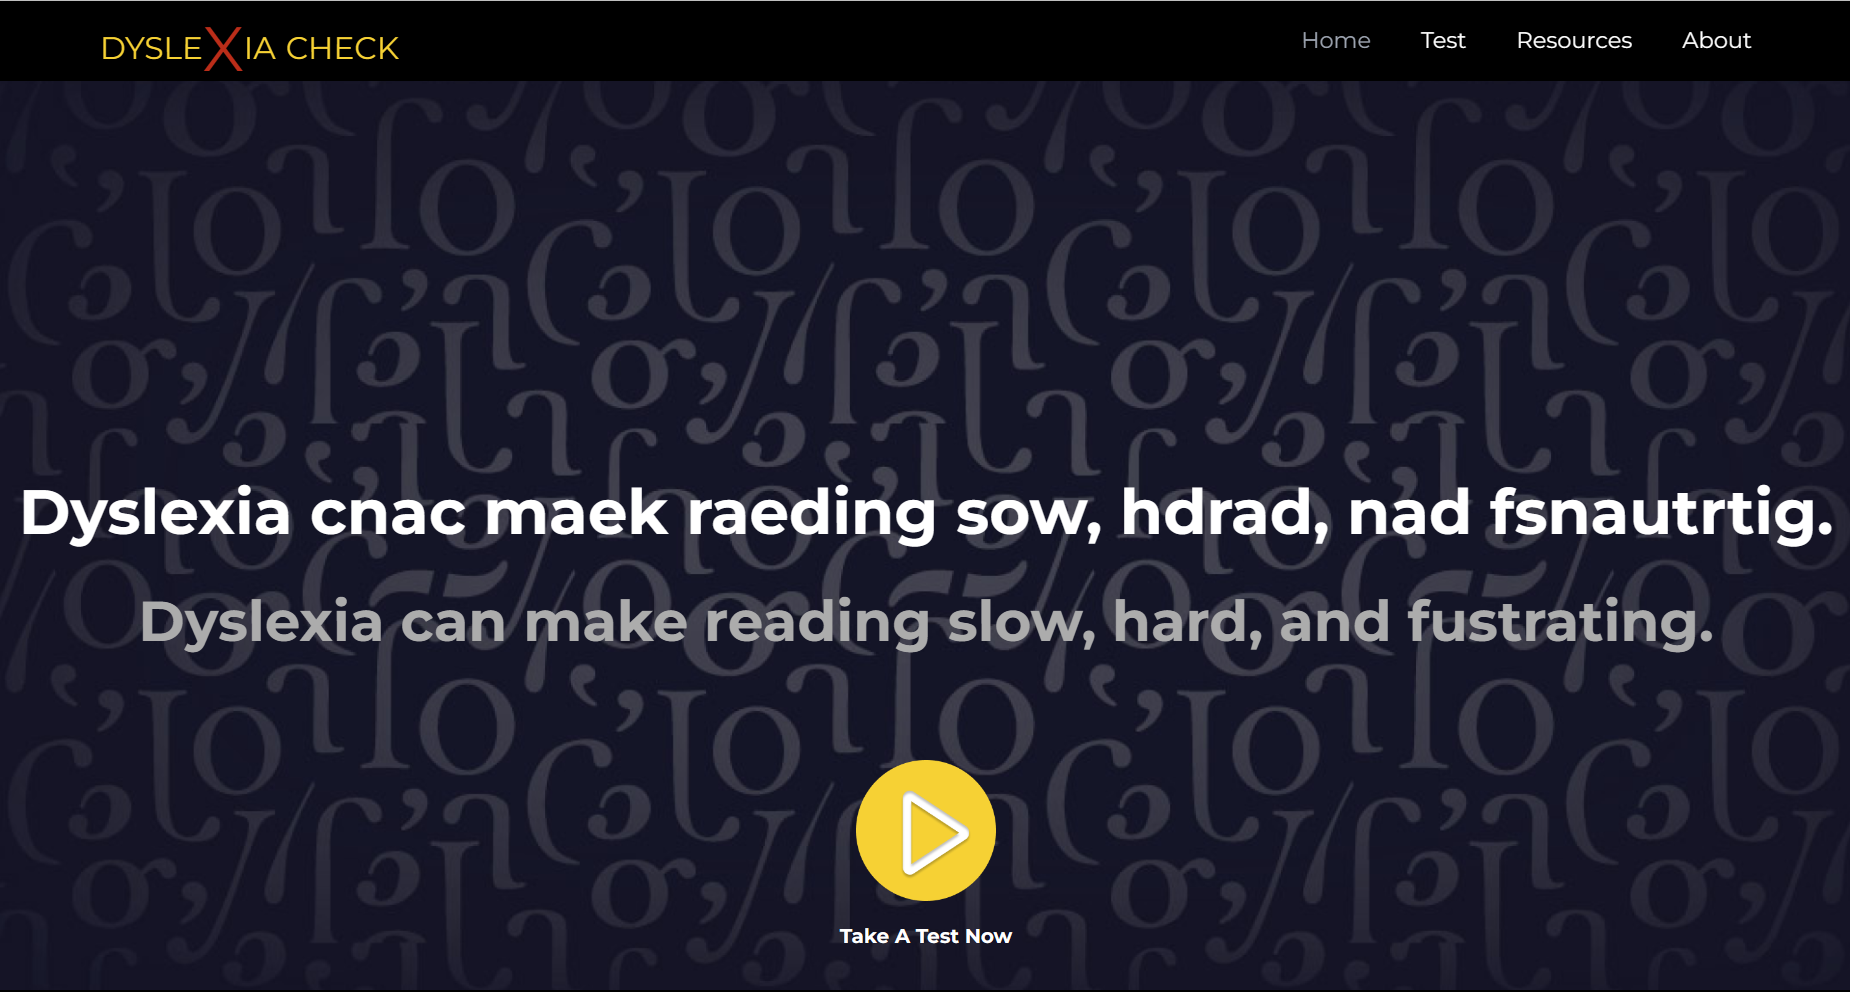 DYSLEXIA CHECK
Home Test Resources About
Dyslexia cnac maek raeding sow, hdrad, nad fsnautrtig.
Dyslexia can make reading slow, hard, and fustrating.
Take A Test Now